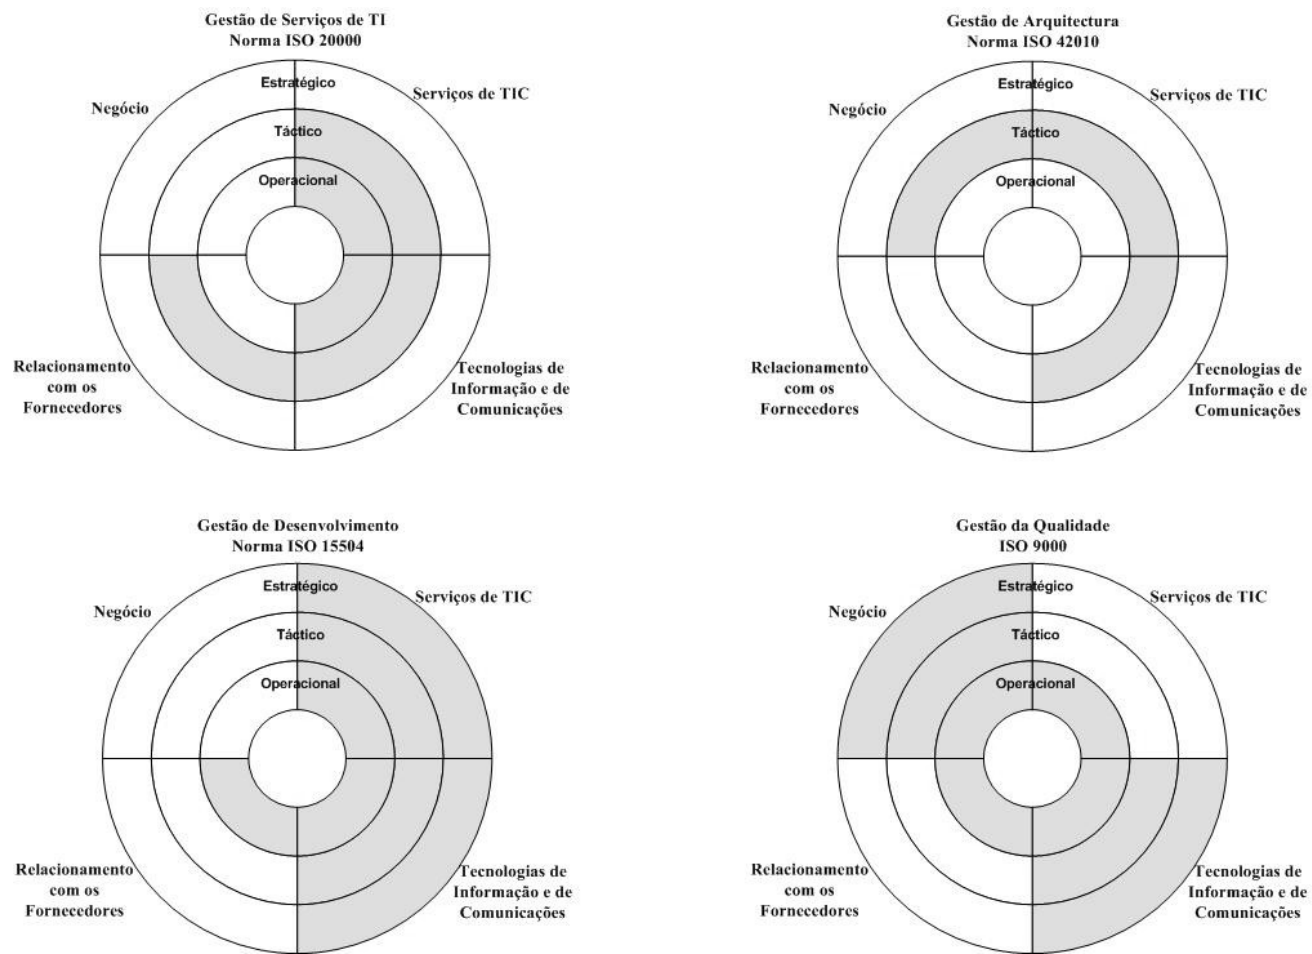 Gestão de Serviços de TI
Norma ISO 20000
Estratégico
Negócio
Serviços de TIC
Táctico
Operacional
Relacionamento
com os
Fornecedores
Tecnologias de
Informação e de
Comunicações
Gestão de Arquitectura
Norma ISO 42010
Estratégico
Negócio
Serviços de TIC
Táctico
Operacional
Relacionamento
com os
Fornecedores
Tecnologias de
Informação e de
Comunicações
Gestão de Desenvolvimento
Norma ISO 15504
Estratégico
Negócio
Serviços de TIC
Táctico
Operacional
Relacionamento
com os
Fornecedores
Tecnologias de
Informação e de
Comunicações
Gestão da Qualidade
ISO 9000
Estratégico
Negócio
Serviços de TIC
Táctico
Operacional
Relacionamento
com os
Fornecedores
Tecnologias de
Informação e de
Comunicações